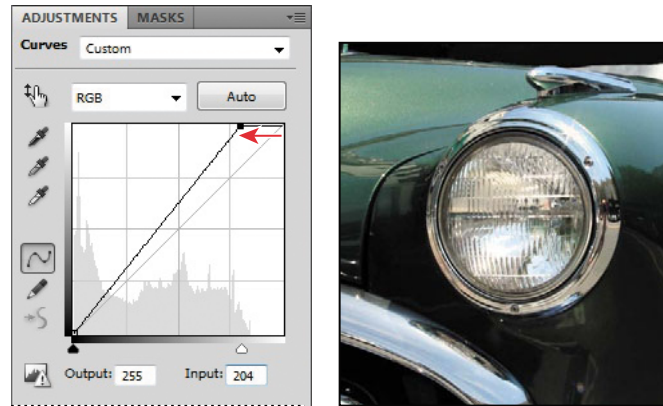 ADJUSTMENTS MASKS
Curves Custom
RGB Auto
Output: 255 Input: 204